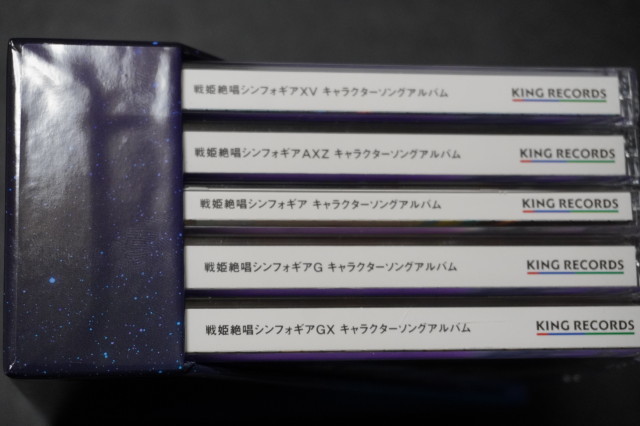 戦姫絶唱シンフォギアXV キャラクターソングアルバム KING RECORDS
戦姫絶唱シンフォギアAXZ キャラクターソングアルバム KING RECORDS
戦姫絶唱シンフォギア キャラクターソングアルバム KING RECORDS
戦姫絶唱シンフォギアG キャラクターソングアルバム KING RECORDS
戦姫絶唱シンフォギアGX キャラクターソングアルバム KING RECORDS